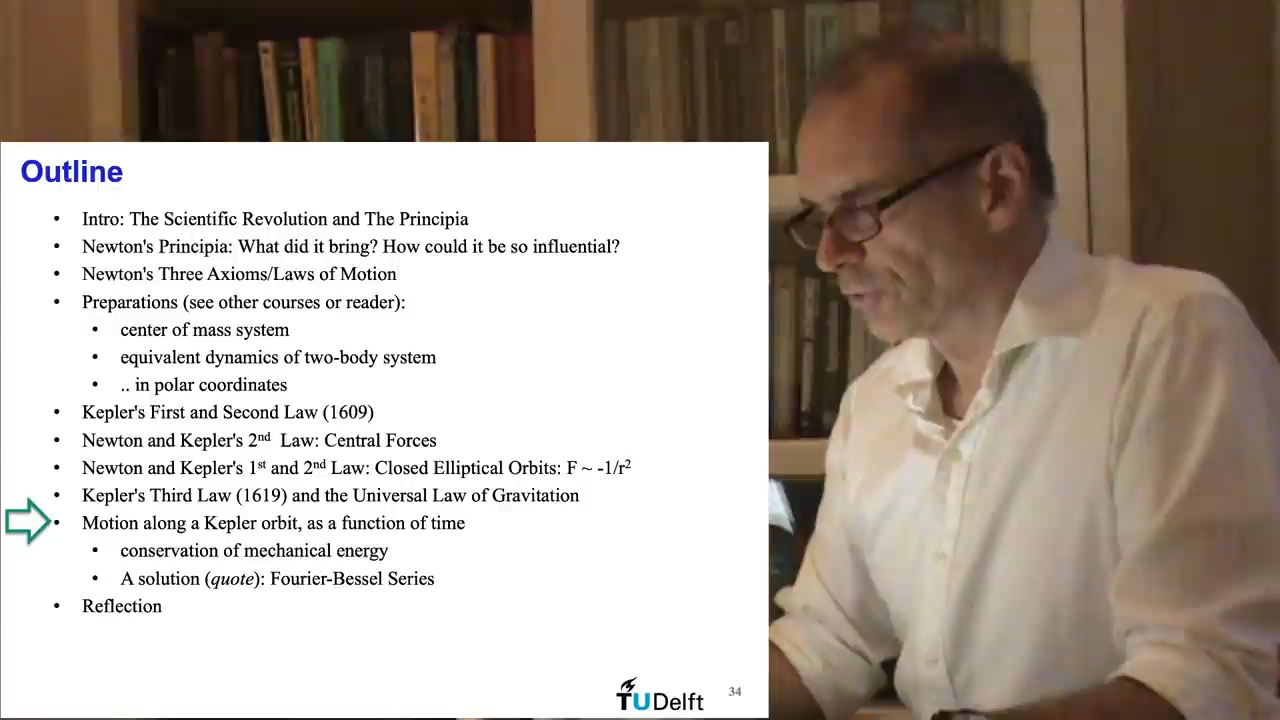 Outline
• Intro: The Scientific Revolution and The Principia
• Newton's Principia: What did it bring? How could it be so influential?
• Newton's Three Axioms/Laws of Motion
• Preparations (see other courses or reader):
• center of mass system
• equivalent dynamics of two-body system
• .. in polar coordinates
• Kepler's First and Second Law (1609)
• Newton and Kepler's 2nd Law: Central Forces
• Newton and Kepler's 1st and 2nd Law: Closed Elliptical Orbits: F ~ -1/r²
• Kepler's Third Law (1619) and the Universal Law of Gravitation
• Motion along a Kepler orbit, as a function of time
• conservation of mechanical energy
• A solution (quote): Fourier-Bessel Series
• Reflection
TUDelft
34